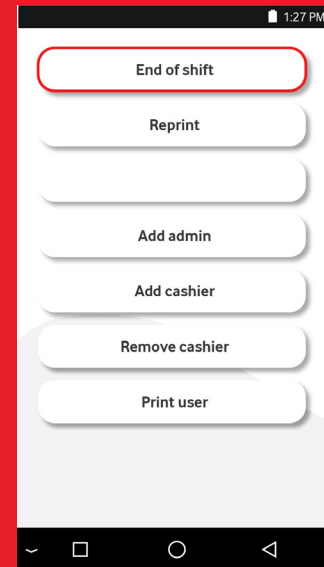 1:27 PM
End of shift
Reprint
Add admin
Add cashier
Remove cashier
Print user